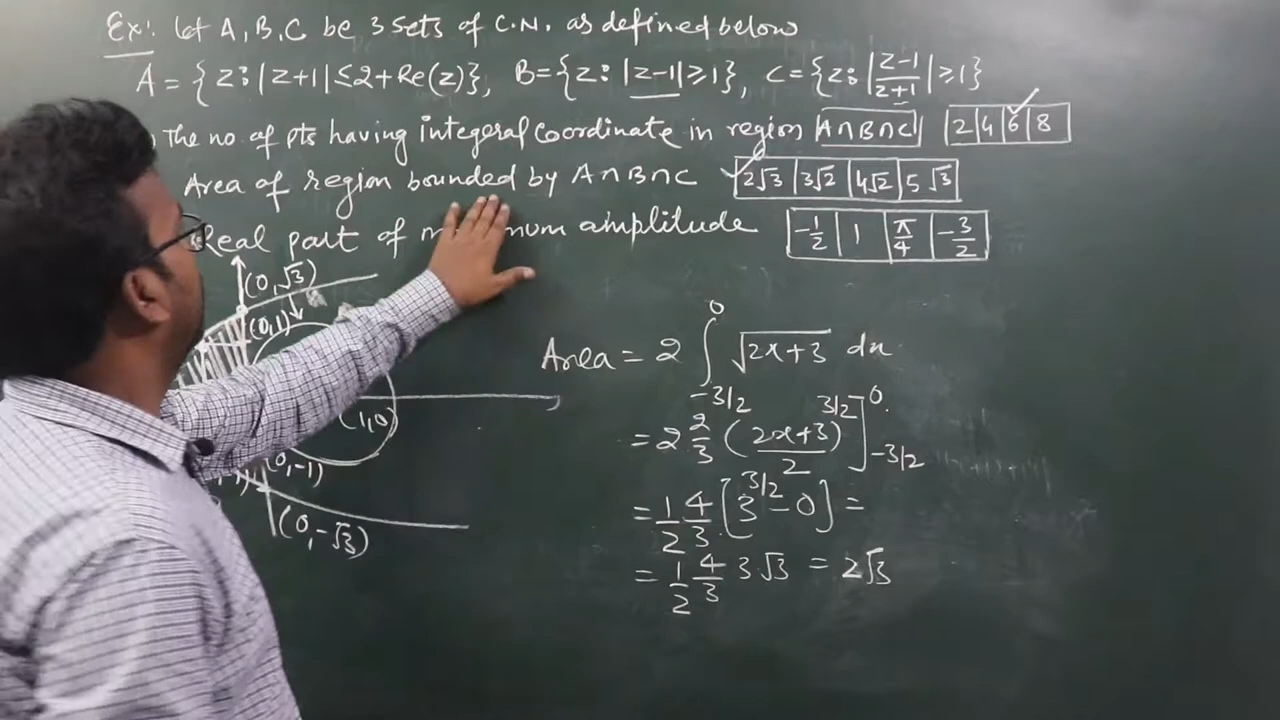 Ex: let A, B, C be 3 Sets of C.N. as defined below
A = {z: |z+1| ≤ 2+Re(z)}, B = {z: |z-1| ≥ 1}, C = {z: |z-1/z+1| ≥ 1}
The no. of pts having integeral Coordinate in region A∩B∩C 2 4 6 8
Area of region bounded by A∩B∩C 2√3 3√2 4√2 5√3
Real part of amplitude -1/2 1 π/4 -3/2
(0,√3)
(0,1)
(1,0)
(0,-1)
(0,-√3)
Area = 2 ∫ -3/2 0 √2x+3 dx
= 2 2/3 (2x+3)^3/2 / 2 ] 0 -3/2
= 1/2 4/3 [3^3/2 - 0] =
= 1/2 4/3 3√3 = 2√3